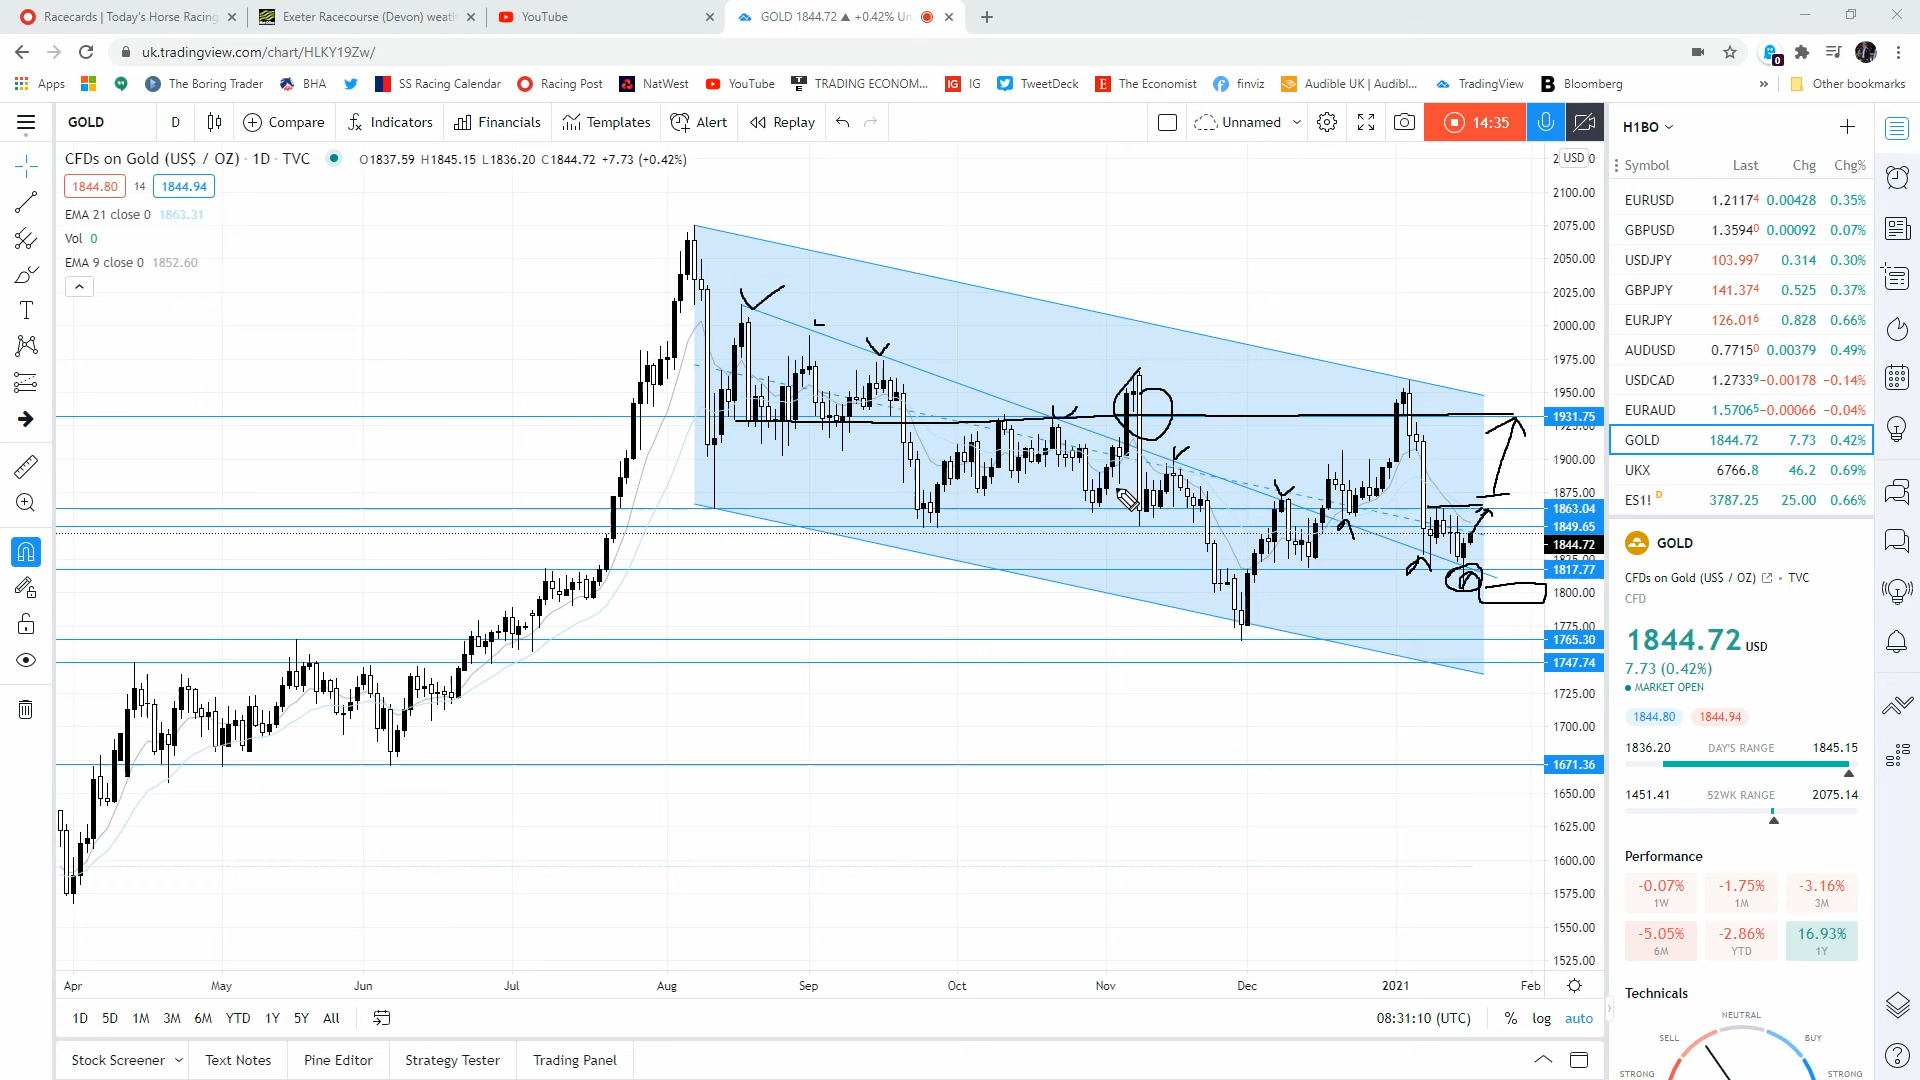 Racecards | Today's Horse Racing
Exeter Racecourse (Devon) weat
YouTube
GOLD 1844.72 ▲ +0.42% Un
uk.tradingview.com/chart/HLKY19Zw/
Apps
The Boring Trader
BHA
SS Racing Calendar
Racing Post
NatWest
YouTube
TRADING ECONOM...
IG
TweetDeck
The Economist
finviz
Audible UK | Audibl...
TradingView
Bloomberg
Other bookmarks
GOLD
D
Compare
Indicators
Financials
Templates
Alert
Replay
Unnamed
14:35
CFDs on Gold (US$ / OZ) · 1D · TVC
O1837.59 H1845.15 L1836.20 C1844.72 +7.73 (+0.42%)
1844.80 14 1844.94
EMA 21 close 0 1863.31
Vol 0
EMA 9 close 0 1852.60
USD
2100.00
2075.00
2050.00
2025.00
2000.00
1975.00
1950.00
1931.75
1925.00
1900.00
1875.00
1863.04
1849.65
1844.72
1817.77
1800.00
1775.00
1765.30
1747.74
1725.00
1700.00
1671.36
1650.00
1625.00
1600.00
1575.00
1550.00
1525.00
Apr May Jun Jul Aug Sep Oct Nov Dec 2021 Feb
1D 5D 1M 3M 6M YTD 1Y 5Y All
08:31:10 (UTC) % log auto
Stock Screener Text Notes Pine Editor Strategy Tester Trading Panel
H1BO
Symbol Last Chg Chg%
EURUSD 1.21174 0.00428 0.35%
GBPUSD 1.35940 0.00092 0.07%
USDJPY 103.997 0.314 0.30%
GBPJPY 141.374 0.525 0.37%
EURJPY 126.016 0.828 0.66%
AUDUSD 0.77150 0.00379 0.49%
USDCAD 1.27339 −0.00178 −0.14%
EURAUD 1.57065 −0.00066 −0.04%
GOLD 1844.72 7.73 0.42%
UKX 6766.8 46.2 0.69%
ES1! D 3787.25 25.00 0.66%
GOLD
CFDs on Gold (US$ / OZ) • TVC
CFD
1844.72 USD
7.73 (0.42%)
MARKET OPEN
1844.80 1844.94
1836.20 DAY'S RANGE 1845.15
1451.41 52WK RANGE 2075.14
Performance
-0.07% -1.75% -3.16%
1W 1M 3M
-5.05% -2.86% 16.93%
6M YTD 1Y
Technicals
NEUTRAL
SELL BUY
STRONG STRONG